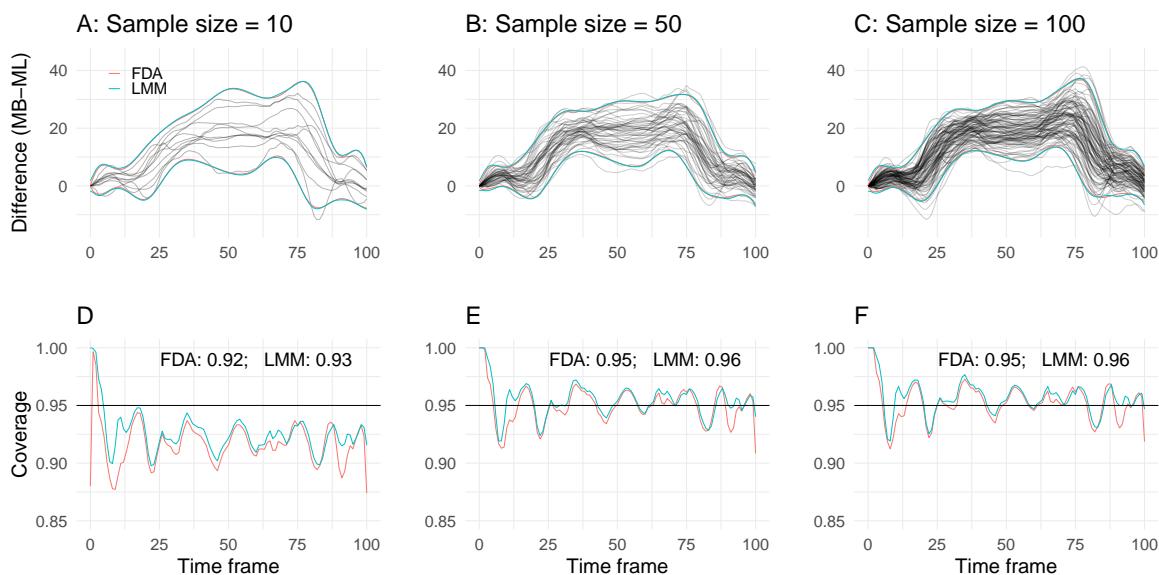 A: Sample size = 10
B: Sample size = 50
C: Sample size = 100
Difference (MB−ML)
40
20
0
FDA
LMM
0 25 50 75 100
40
20
0
0 25 50 75 100
40
20
0
0 25 50 75 100
D
E
F
Coverage
1.00
0.95
0.90
0.85
FDA: 0.92; LMM: 0.93
0 25 50 75 100
Time frame
1.00
0.95
0.90
0.85
FDA: 0.95; LMM: 0.96
0 25 50 75 100
Time frame
1.00
0.95
0.90
0.85
FDA: 0.95; LMM: 0.96
0 25 50 75 100
Time frame